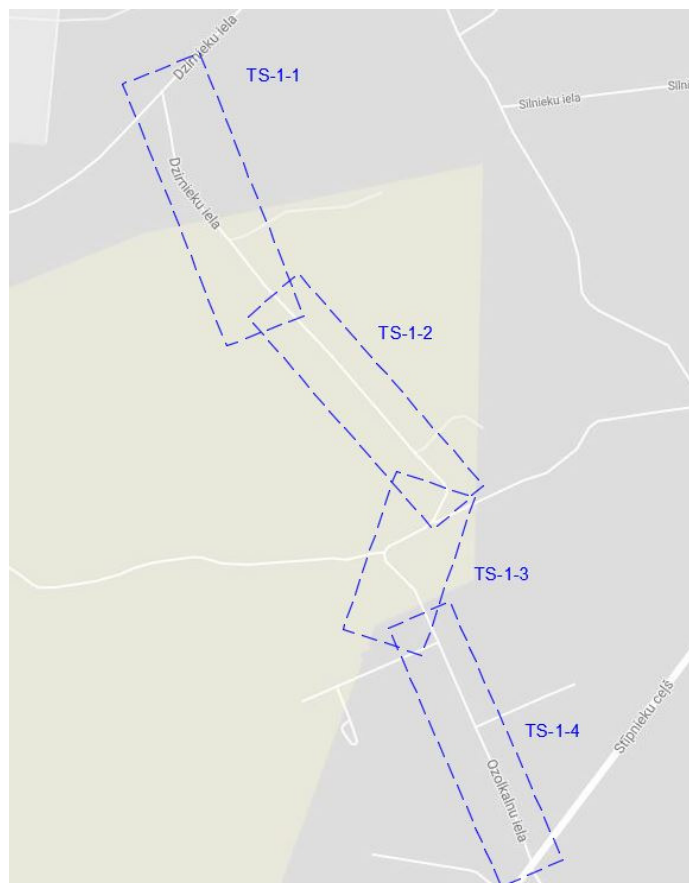 Dzirnieku iela
TS-1-1
Silnieku iela
Dzirnieku iela
TS-1-2
TS-1-3
TS-1-4
Stīpnieku ceļš
Ozolkalnu iela